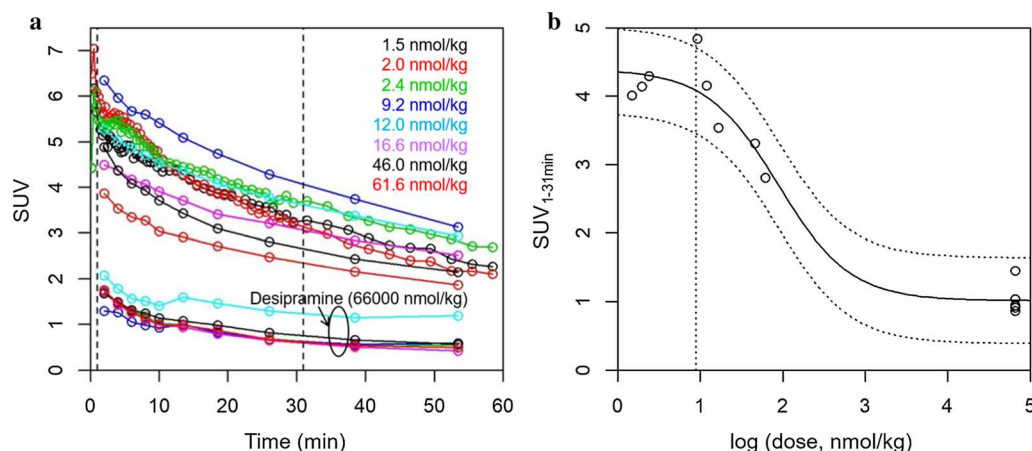 a
SUV
7
6
5
4
3
2
1
0
1.5 nmol/kg
2.0 nmol/kg
2.4 nmol/kg
9.2 nmol/kg
12.0 nmol/kg
16.6 nmol/kg
46.0 nmol/kg
61.6 nmol/kg
Desipramine (66000 nmol/kg)
0 10 20 30 40 50 60
Time (min)
b
SUV1-31min
5
4
3
2
1
0
0 1 2 3 4 5
log (dose, nmol/kg)